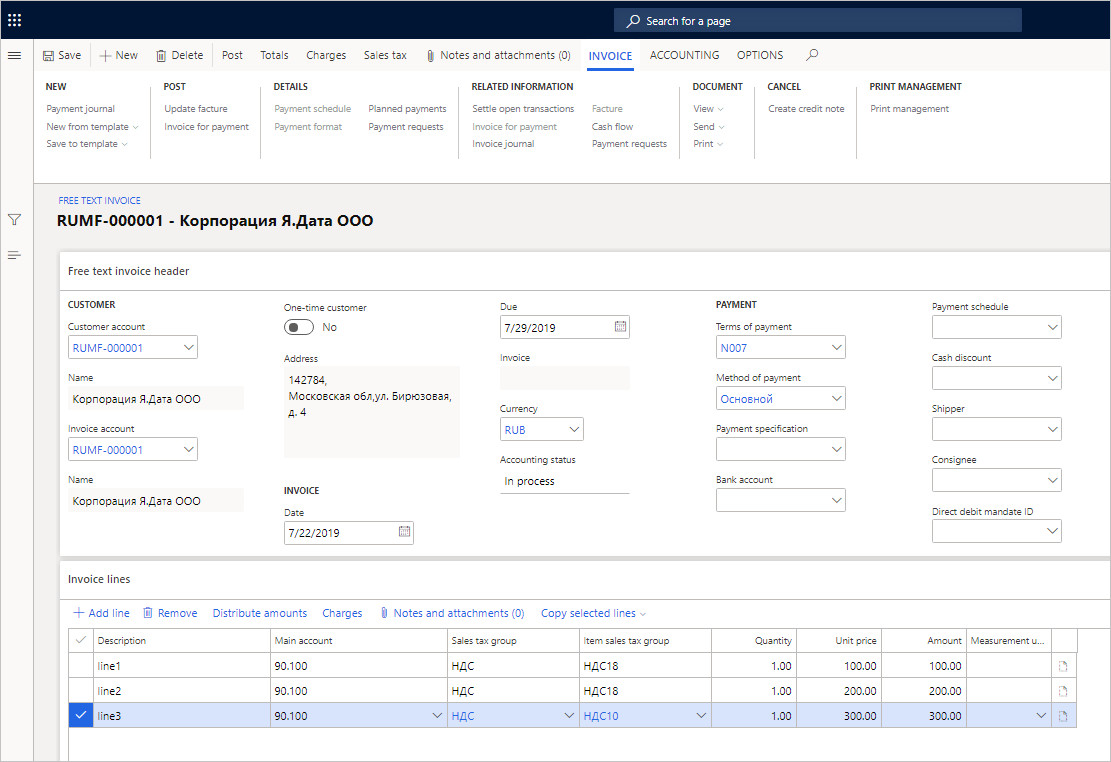 Search for a page
Save New Delete Post Totals Charges Sales tax Notes and attachments (0) INVOICE ACCOUNTING OPTIONS
NEW
Payment journal
New from template
Save to template
POST
Update facture
Invoice for payment
DETAILS
Payment schedule
Payment format
Planned payments
Payment requests
RELATED INFORMATION
Settle open transactions
Invoice for payment
Invoice journal
Facture
Cash flow
Payment requests
DOCUMENT
View
Send
Print
CANCEL
Create credit note
PRINT MANAGEMENT
Print management
FREE TEXT INVOICE
RUMF-000001 - Корпорация Я.Дата ООО
Free text invoice header
CUSTOMER
Customer account
RUMF-000001
Name
Корпорация Я.Дата ООО
Invoice account
RUMF-000001
Name
Корпорация Я.Дата ООО
One-time customer
No
Address
142784,
Московская обл,ул. Бирюзовая,
д. 4
INVOICE
Date
7/22/2019
Due
7/29/2019
Invoice
Currency
RUB
Accounting status
In process
PAYMENT
Terms of payment
N007
Method of payment
Основной
Payment specification
Bank account
Payment schedule
Cash discount
Shipper
Consignee
Direct debit mandate ID
Invoice lines
Add line Remove Distribute amounts Charges Notes and attachments (0) Copy selected lines
Description Main account Sales tax group Item sales tax group Quantity Unit price Amount Measurement u...
line1 90.100 НДС НДС18 1.00 100.00 100.00
line2 90.100 НДС НДС18 1.00 200.00 200.00
line3 90.100 НДС НДС10 1.00 300.00 300.00